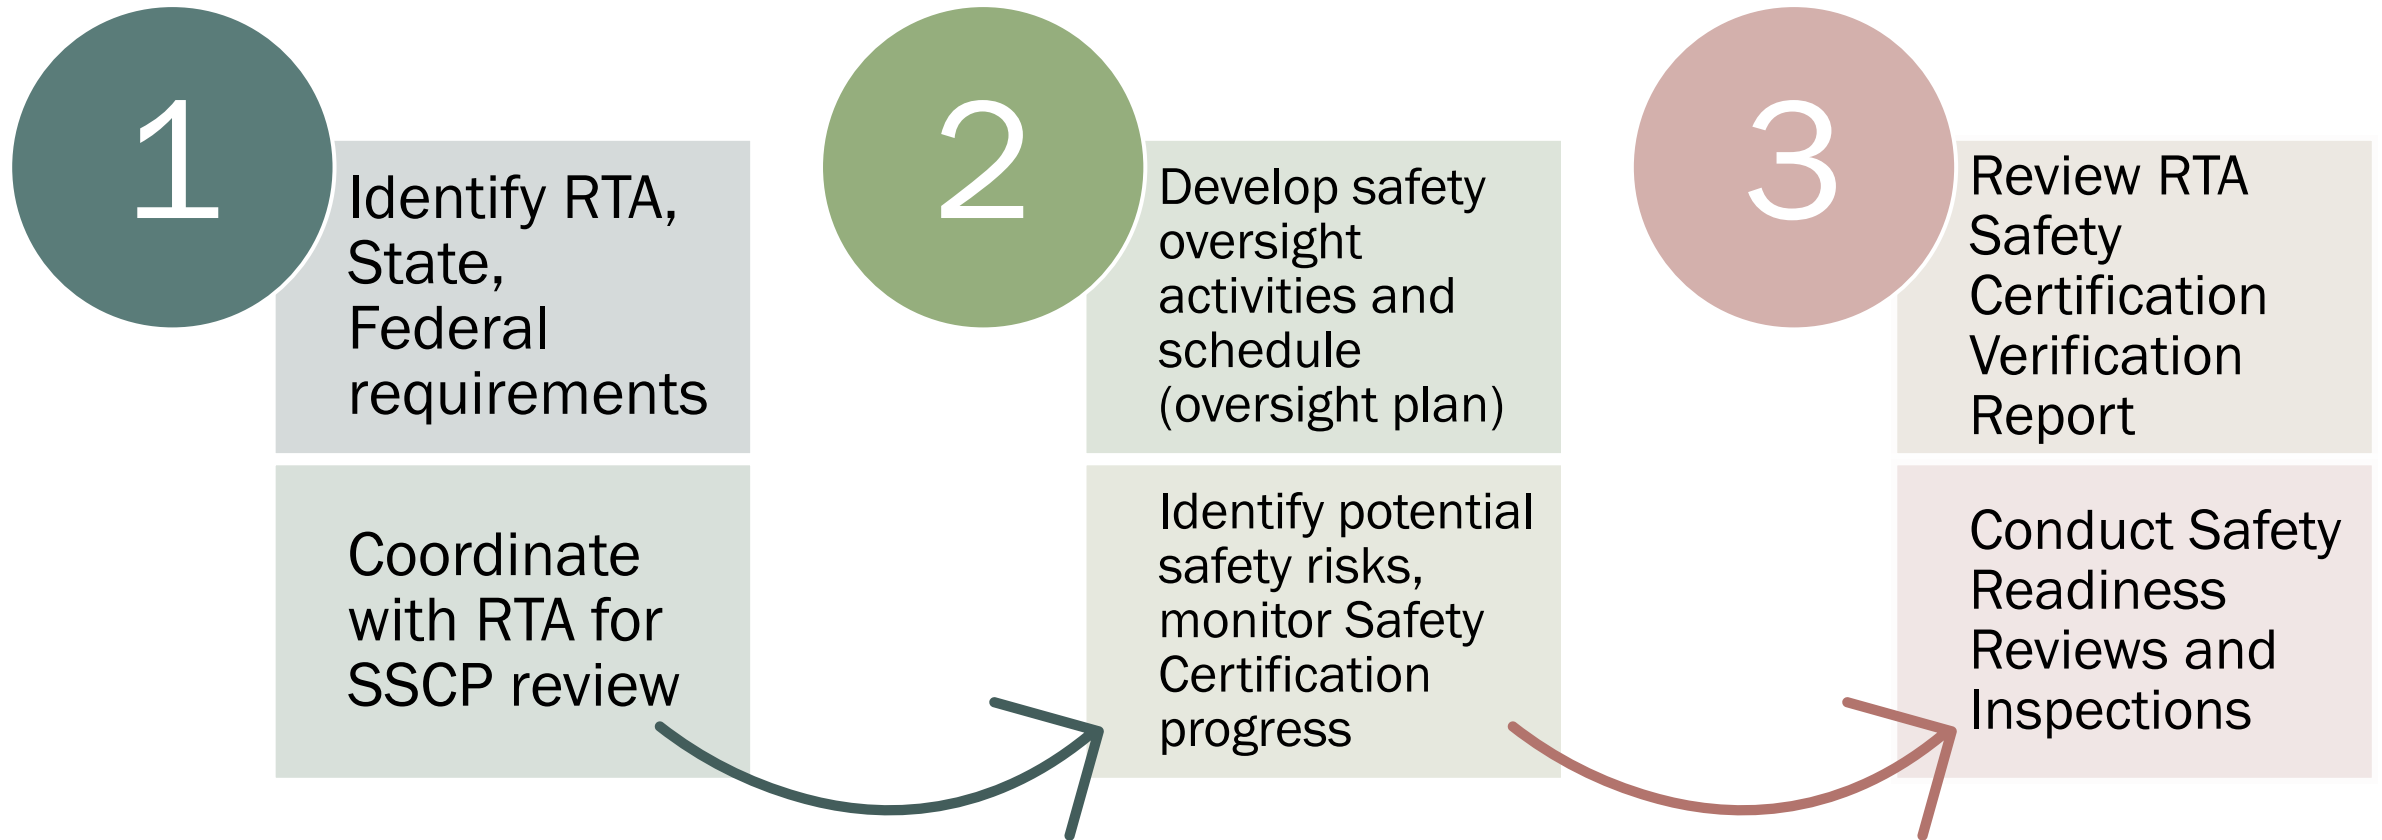 1
Identify RTA,
State,
Federal
requirements
Coordinate
with RTA for
SSCP review
2
Develop safety
oversight
activities and
schedule
(oversight plan)
Identify potential
safety risks,
monitor Safety
Certification
progress
3
Review RTA
Safety
Certification
Verification
Report
Conduct Safety
Readiness
Reviews and
Inspections